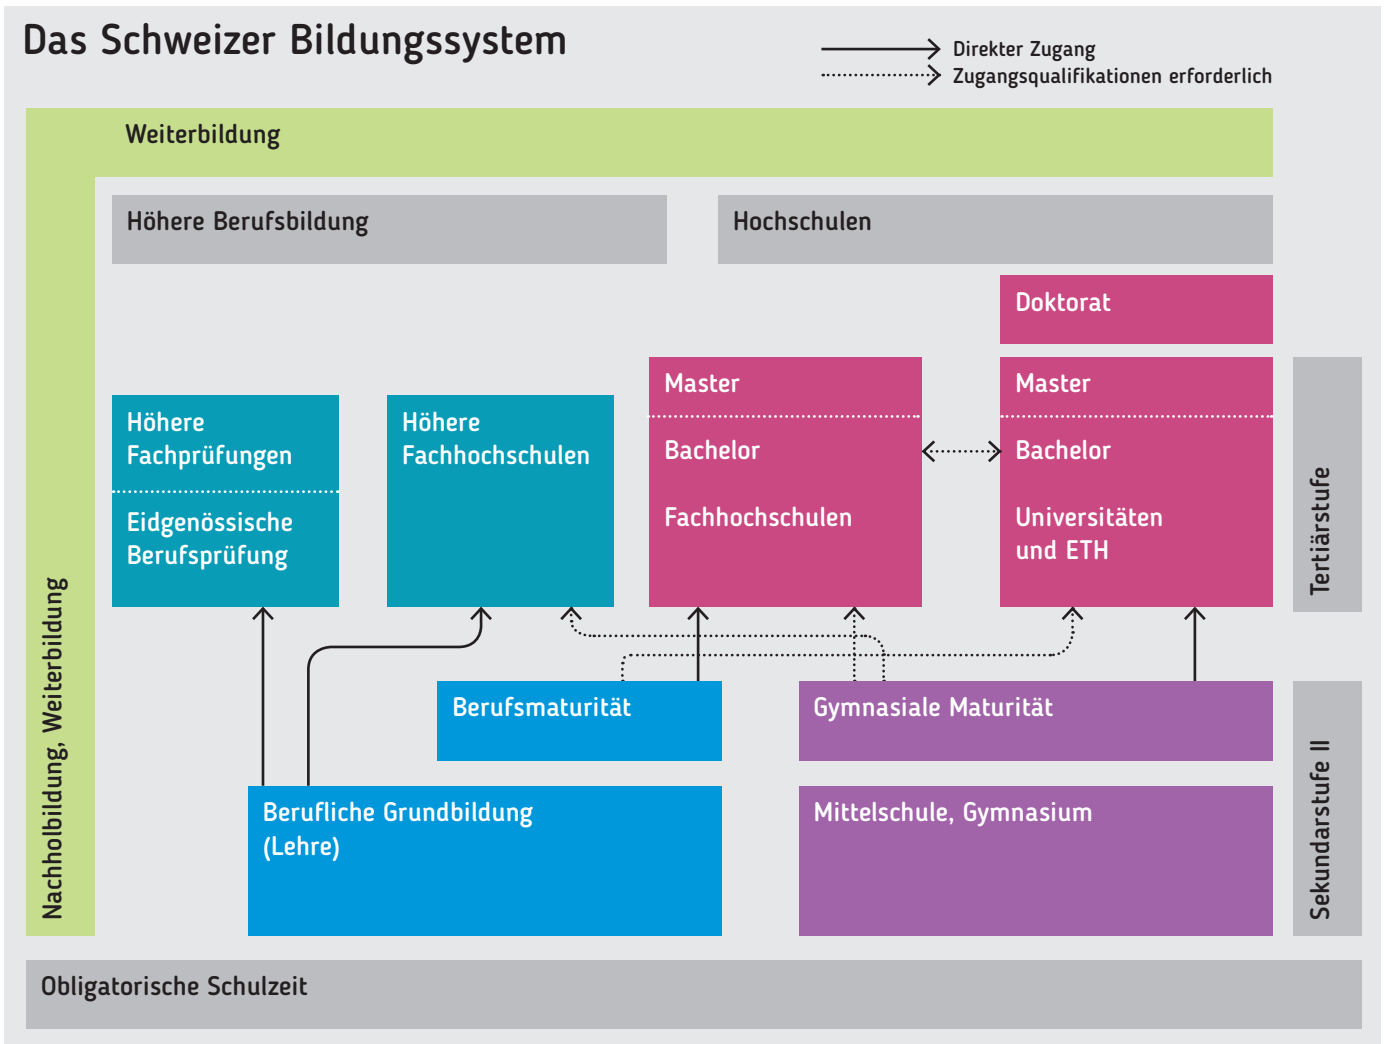 Das Schweizer Bildungssystem
Direkter Zugang
Zugangsqualifikationen erforderlich
Weiterbildung
Nachholbildung, Weiterbildung
Höhere Berufsbildung
Hochschulen
Doktorat
Master
Bachelor
Fachhochschulen
Master
Bachelor
Universitäten
und ETH
Höhere
Fachprüfungen
Eidgenössische
Berufsprüfung
Höhere
Fachhochschulen
Tertiärstufe
Berufsmaturität
Gymnasiale Maturität
Berufliche Grundbildung
(Lehre)
Mittelschule, Gymnasium
Sekundarstufe II
Obligatorische Schulzeit